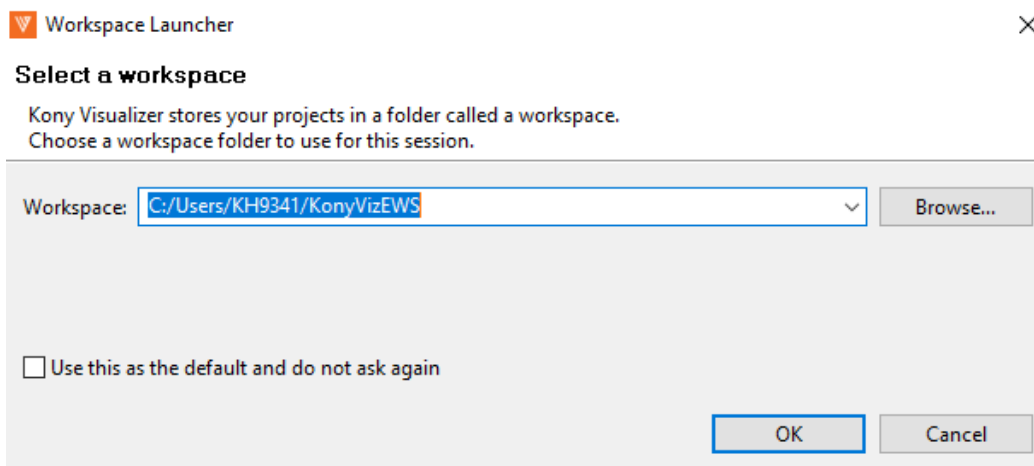 Workspace Launcher
Select a workspace
Kony Visualizer stores your projects in a folder called a workspace.
Choose a workspace folder to use for this session.
Workspace: C:/Users/KH9341/KonyVizEWS Browse...
Use this as the default and do not ask again
OK Cancel